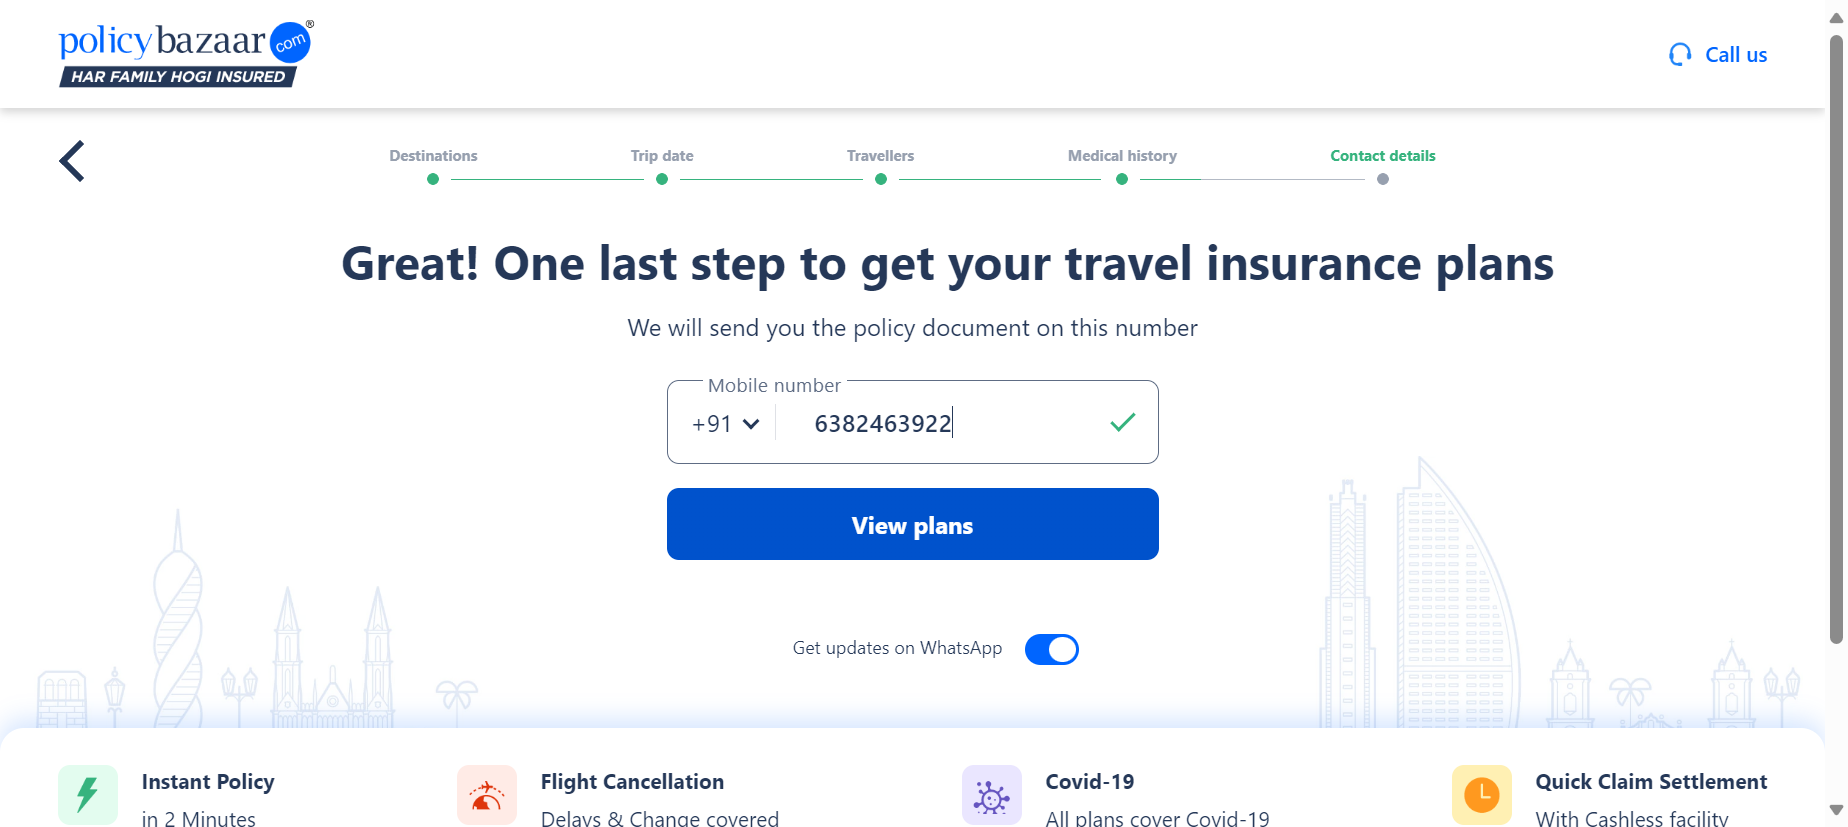 policybazaar com ®
HAR FAMILY HOGI INSURED
Call us
Destinations
Trip date
Travellers
Medical history
Contact details
Great! One last step to get your travel insurance plans
We will send you the policy document on this number
Mobile number
+91 6382463922
View plans
Get updates on WhatsApp
Instant Policy
in 2 Minutes
Flight Cancellation
Delays & Change covered
Covid-19
All plans cover Covid-19
Quick Claim Settlement
With Cashless facility